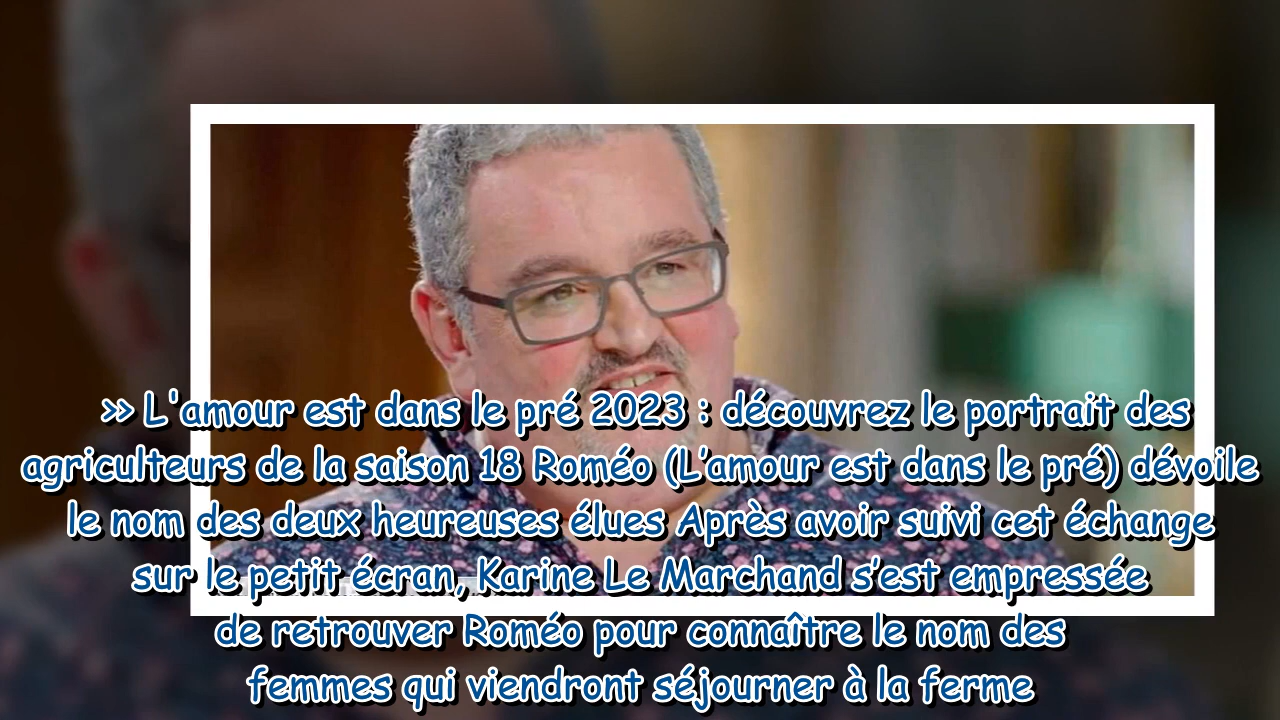 >> L'amour est dans le pré 2023 : découvrez le portrait des
agriculteurs de la saison 18 Roméo (L’amour est dans le pré) dévoile
le nom des deux heureuses élues Après avoir suivi cet échange
sur le petit écran, Karine Le Marchand s’est empressée
de retrouver Roméo pour connaître le nom des
femmes qui viendront séjourner à la ferme